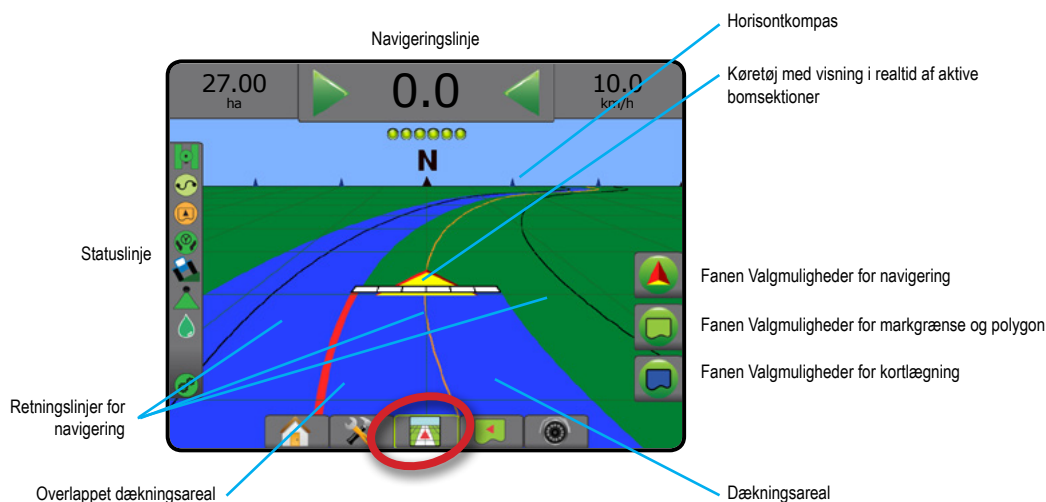 Horisontkompas
Navigeringslinje
Køretøj med visning i realtid af aktive
bomsektioner
27.00
ha
0.0
10.0
km/h
N
Statuslinje
Fanen Valgmuligheder for navigering
Fanen Valgmuligheder for markgrænse og polygon
Fanen Valgmuligheder for kortlægning
Retningslinjer for
navigering
Overlappet dækningsareal
Dækningsareal